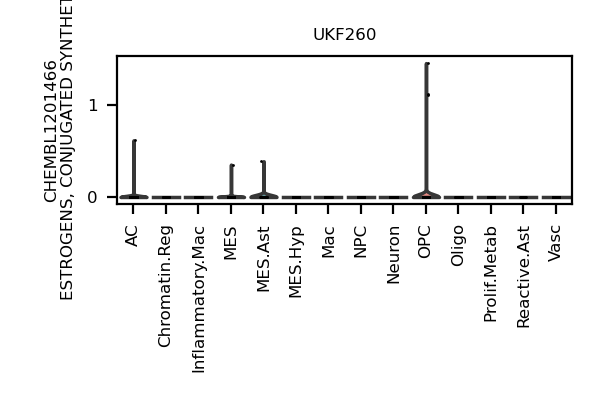 UKF260
CHEMBL1201466
ESTROGENS, CONJUGATED
1
0
AC
Chromatin.Reg
Inflammatory.Mac
MES
MES.Ast
MES.Hyp
Mac
NPC
Neuron
OPC
Oligo
Prolif.Metab
Reactive.Ast
Vasc